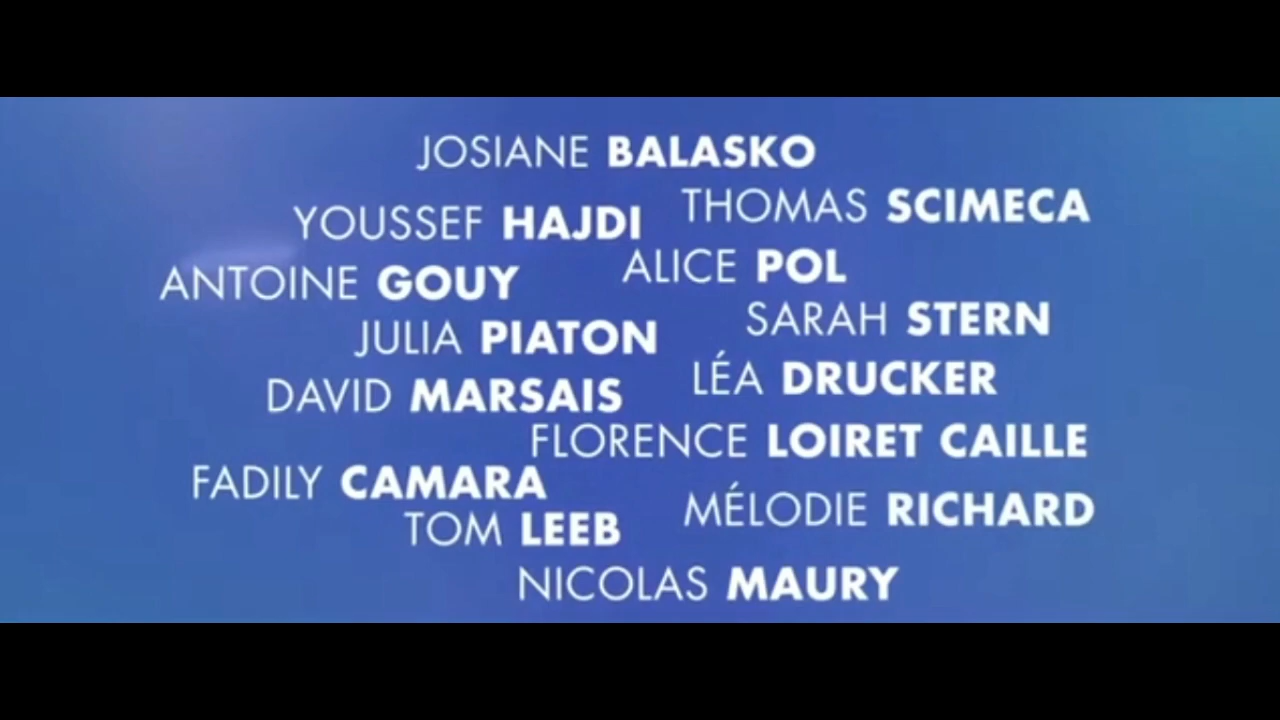 JOSIANE BALASKO
THOMAS SCIMECA
YOUSSEF HAJDI
ALICE POL
ANTOINE GOUY
SARAH STERN
JULIA PIATON
LÉA DRUCKER
DAVID MARSAIS
FLORENCE LOIRET CAILLE
FADILY CAMARA
MÉLODIE RICHARD
TOM LEEB
NICOLAS MAURY